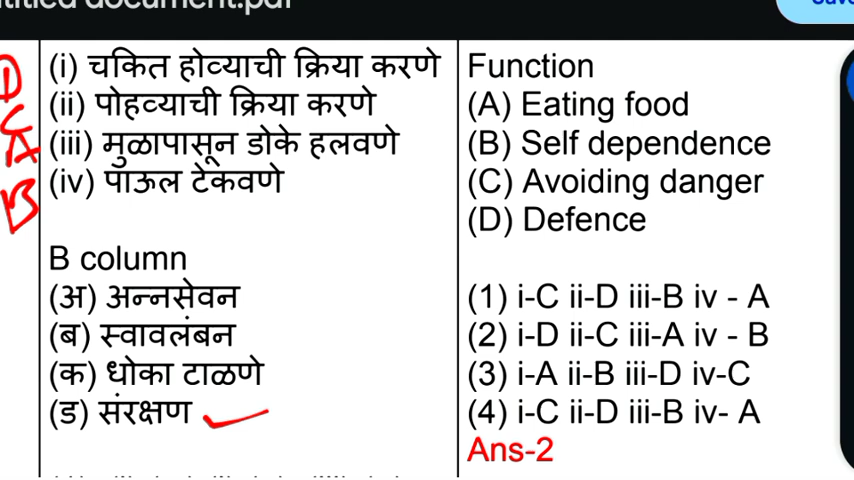 (i) चकित होव्याची क्रिया करणे
(ii) पोहव्याची क्रिया करणे
(iii) मुळापासून डोके हलवणे
(iv) पाऊल टेकवणे
B column
(अ) अन्नसेवन
(ब) स्वावलंबन
(क) धोका टाळणे
(ड) संरक्षण
D
C
A
B
Function
(A) Eating food
(B) Self dependence
(C) Avoiding danger
(D) Defence
(1) i-C ii-D iii-B iv - A
(2) i-D ii-C iii-A iv - B
(3) i-A ii-B iii-D iv-C
(4) i-C ii-D iii-B iv- A
Ans-2